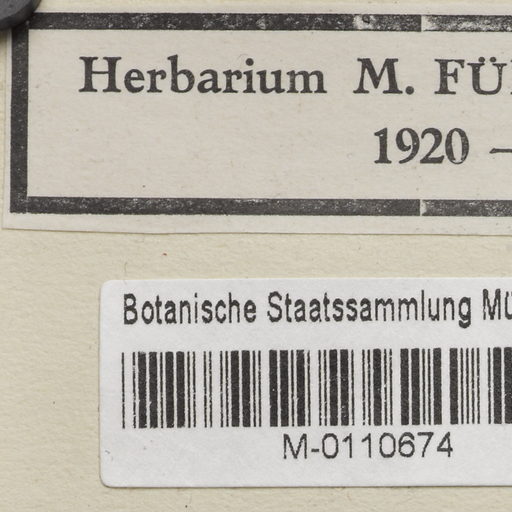 Herbarium M. FÜ
1920 –
Botanische Staatssammlung Mü
M-0110674